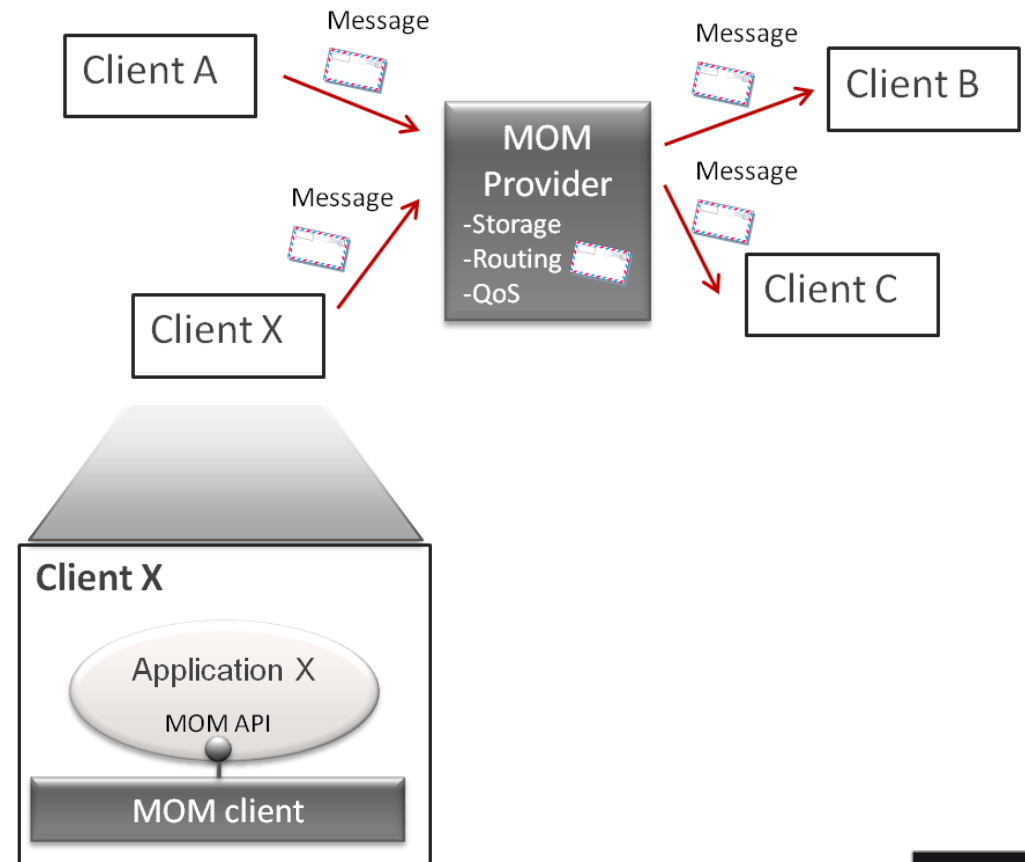 Message
Client A
Message
Client B
MOM
Provider
-Storage
-Routing
-QoS
Message
Message
Client X
Client C
Client X
Application X
MOM API
MOM client